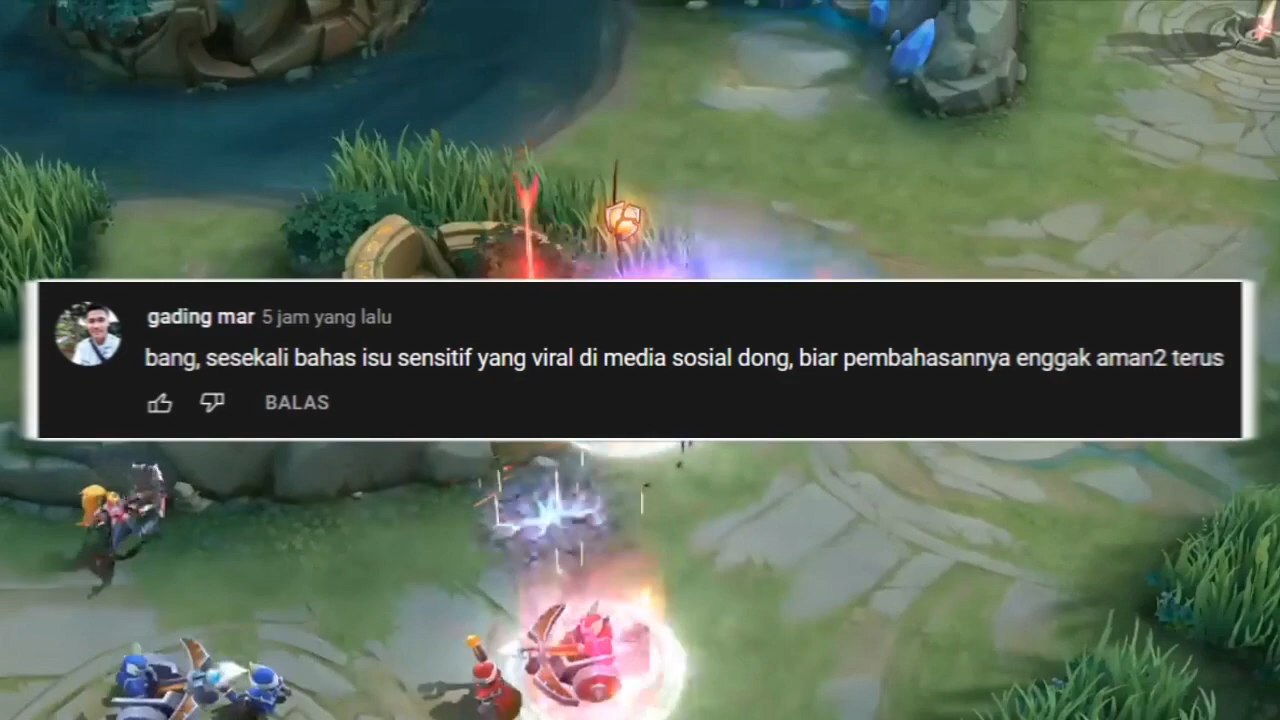 gading mar 5 jam yang lalu
bang, sesekali bahas isu sensitif yang viral di media sosial dong, biar pembahasannya enggak aman2 terus
BALAS